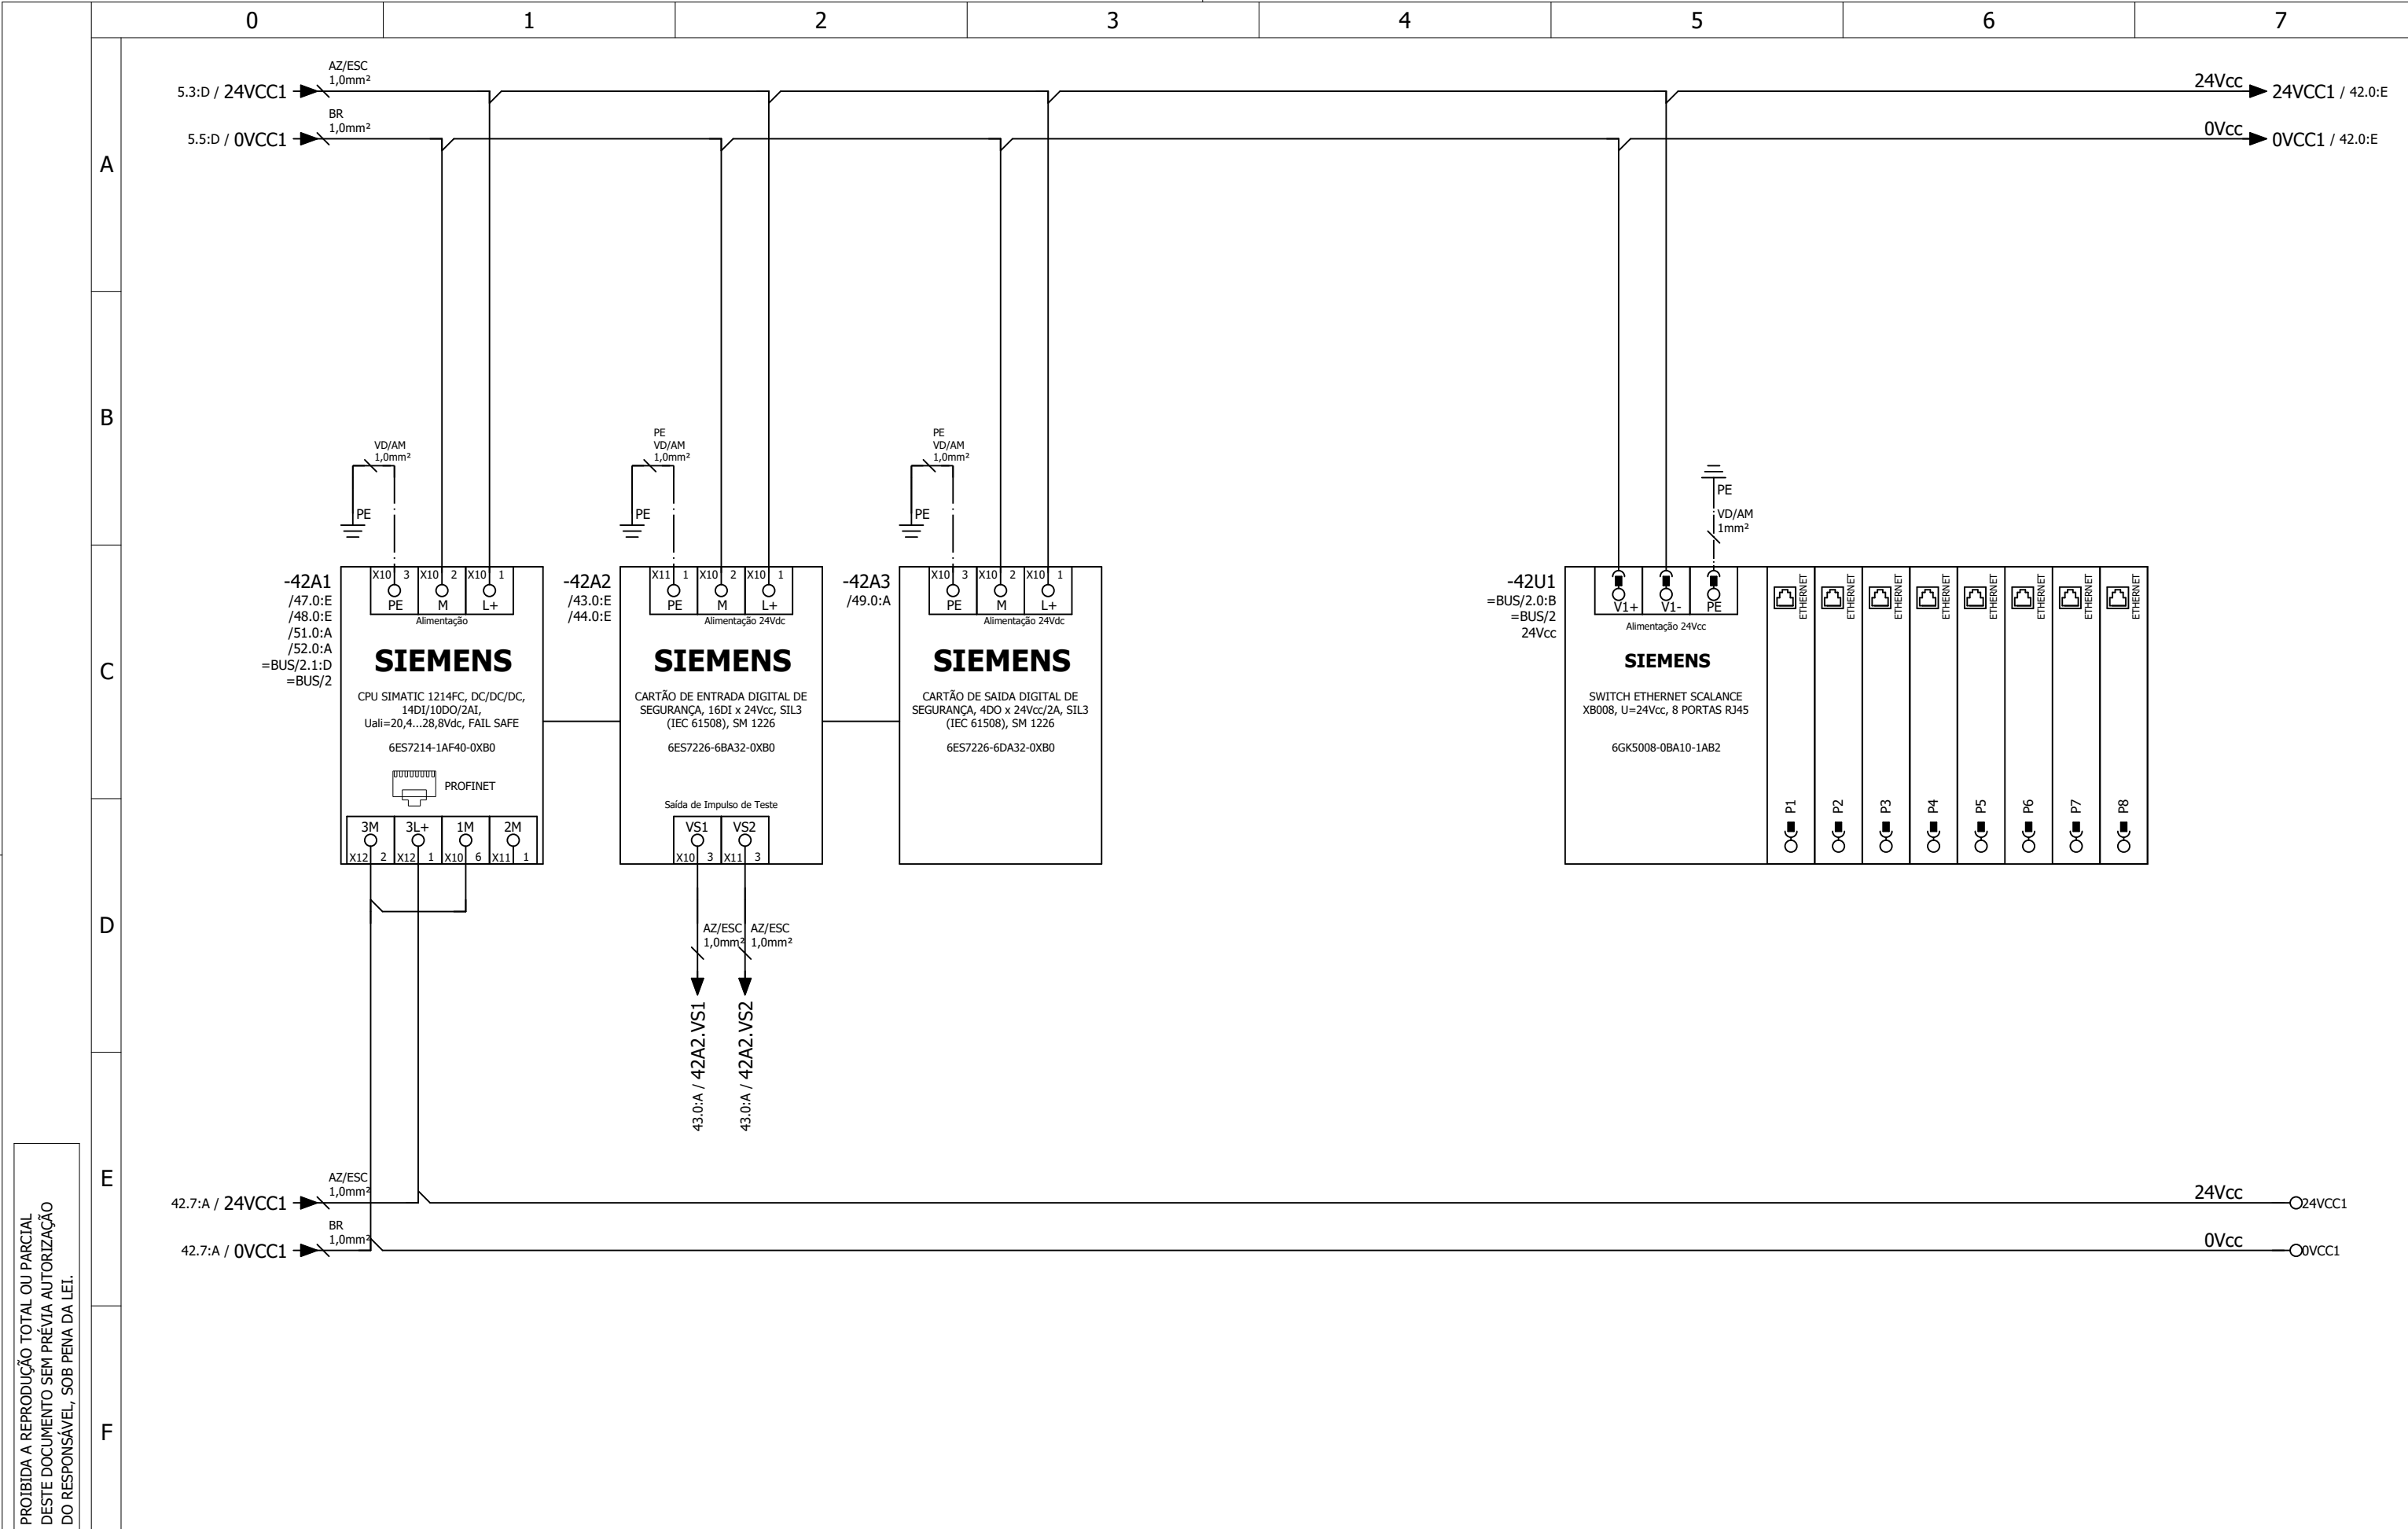 0 1 2 3 4 5 6 7
A
B
C
D
E
F
AZ/ESC
1,0mm²
5.3:D / 24VCC1
24Vcc
24VCC1 / 42.0:E
BR
1,0mm²
5.5:D / 0VCC1
0Vcc
0VCC1 / 42.0:E
VD/AM
1,0mm²
PE
PE
VD/AM
1,0mm²
PE
PE
VD/AM
1,0mm²
PE
PE
VD/AM
1mm²
-42A1
/47.0:E
/48.0:E
/51.0:A
/52.0:A
=BUS/2.1:D
=BUS/2
X10 3 X10 2 X10 1
PE M L+
Alimentação
SIEMENS
CPU SIMATIC 1214FC, DC/DC/DC,
14DI/10DO/2AI,
Uali=20,4...28,8Vdc, FAIL SAFE
6ES7214-1AF40-0XB0
PROFINET
3M 3L+ 1M 2M
X12 2 X12 1 X10 6 X11 1
-42A2
/43.0:E
/44.0:E
X11 1 X10 2 X10 1
PE M L+
Alimentação 24Vdc
SIEMENS
CARTÃO DE ENTRADA DIGITAL DE
SEGURANÇA, 16DI x 24Vcc, SIL3
(IEC 61508), SM 1226
6ES7226-6BA32-0XB0
Saída de Impulso de Teste
VS1 VS2
X10 3 X11 3
AZ/ESC AZ/ESC
1,0mm² 1,0mm²
43.0:A / 42A2.VS1
43.0:A / 42A2.VS2
-42A3
/49.0:A
X10 3 X10 2 X10 1
PE M L+
Alimentação 24Vdc
SIEMENS
CARTÃO DE SAIDA DIGITAL DE
SEGURANÇA, 4DO x 24Vcc/2A, SIL3
(IEC 61508), SM 1226
6ES7226-6DA32-0XB0
-42U1
=BUS/2.0:B
=BUS/2
24Vcc
V1+ V1- PE
Alimentação 24Vcc
SIEMENS
SWITCH ETHERNET SCALANCE
XB008, U=24Vcc, 8 PORTAS RJ45
6GK5008-0BA10-1AB2
ETHERNET ETHERNET ETHERNET ETHERNET ETHERNET ETHERNET ETHERNET ETHERNET
P1 P2 P3 P4 P5 P6 P7 P8
AZ/ESC
1,0mm²
42.7:A / 24VCC1
24Vcc
24VCC1
BR
1,0mm²
42.7:A / 0VCC1
0Vcc
0VCC1
PROIBIDA A REPRODUÇÃO TOTAL OU PARCIAL
DESTE DOCUMENTO SEM PRÉVIA AUTORIZAÇÃO
DO RESPONSÁVEL, SOB PENA DA LEI.